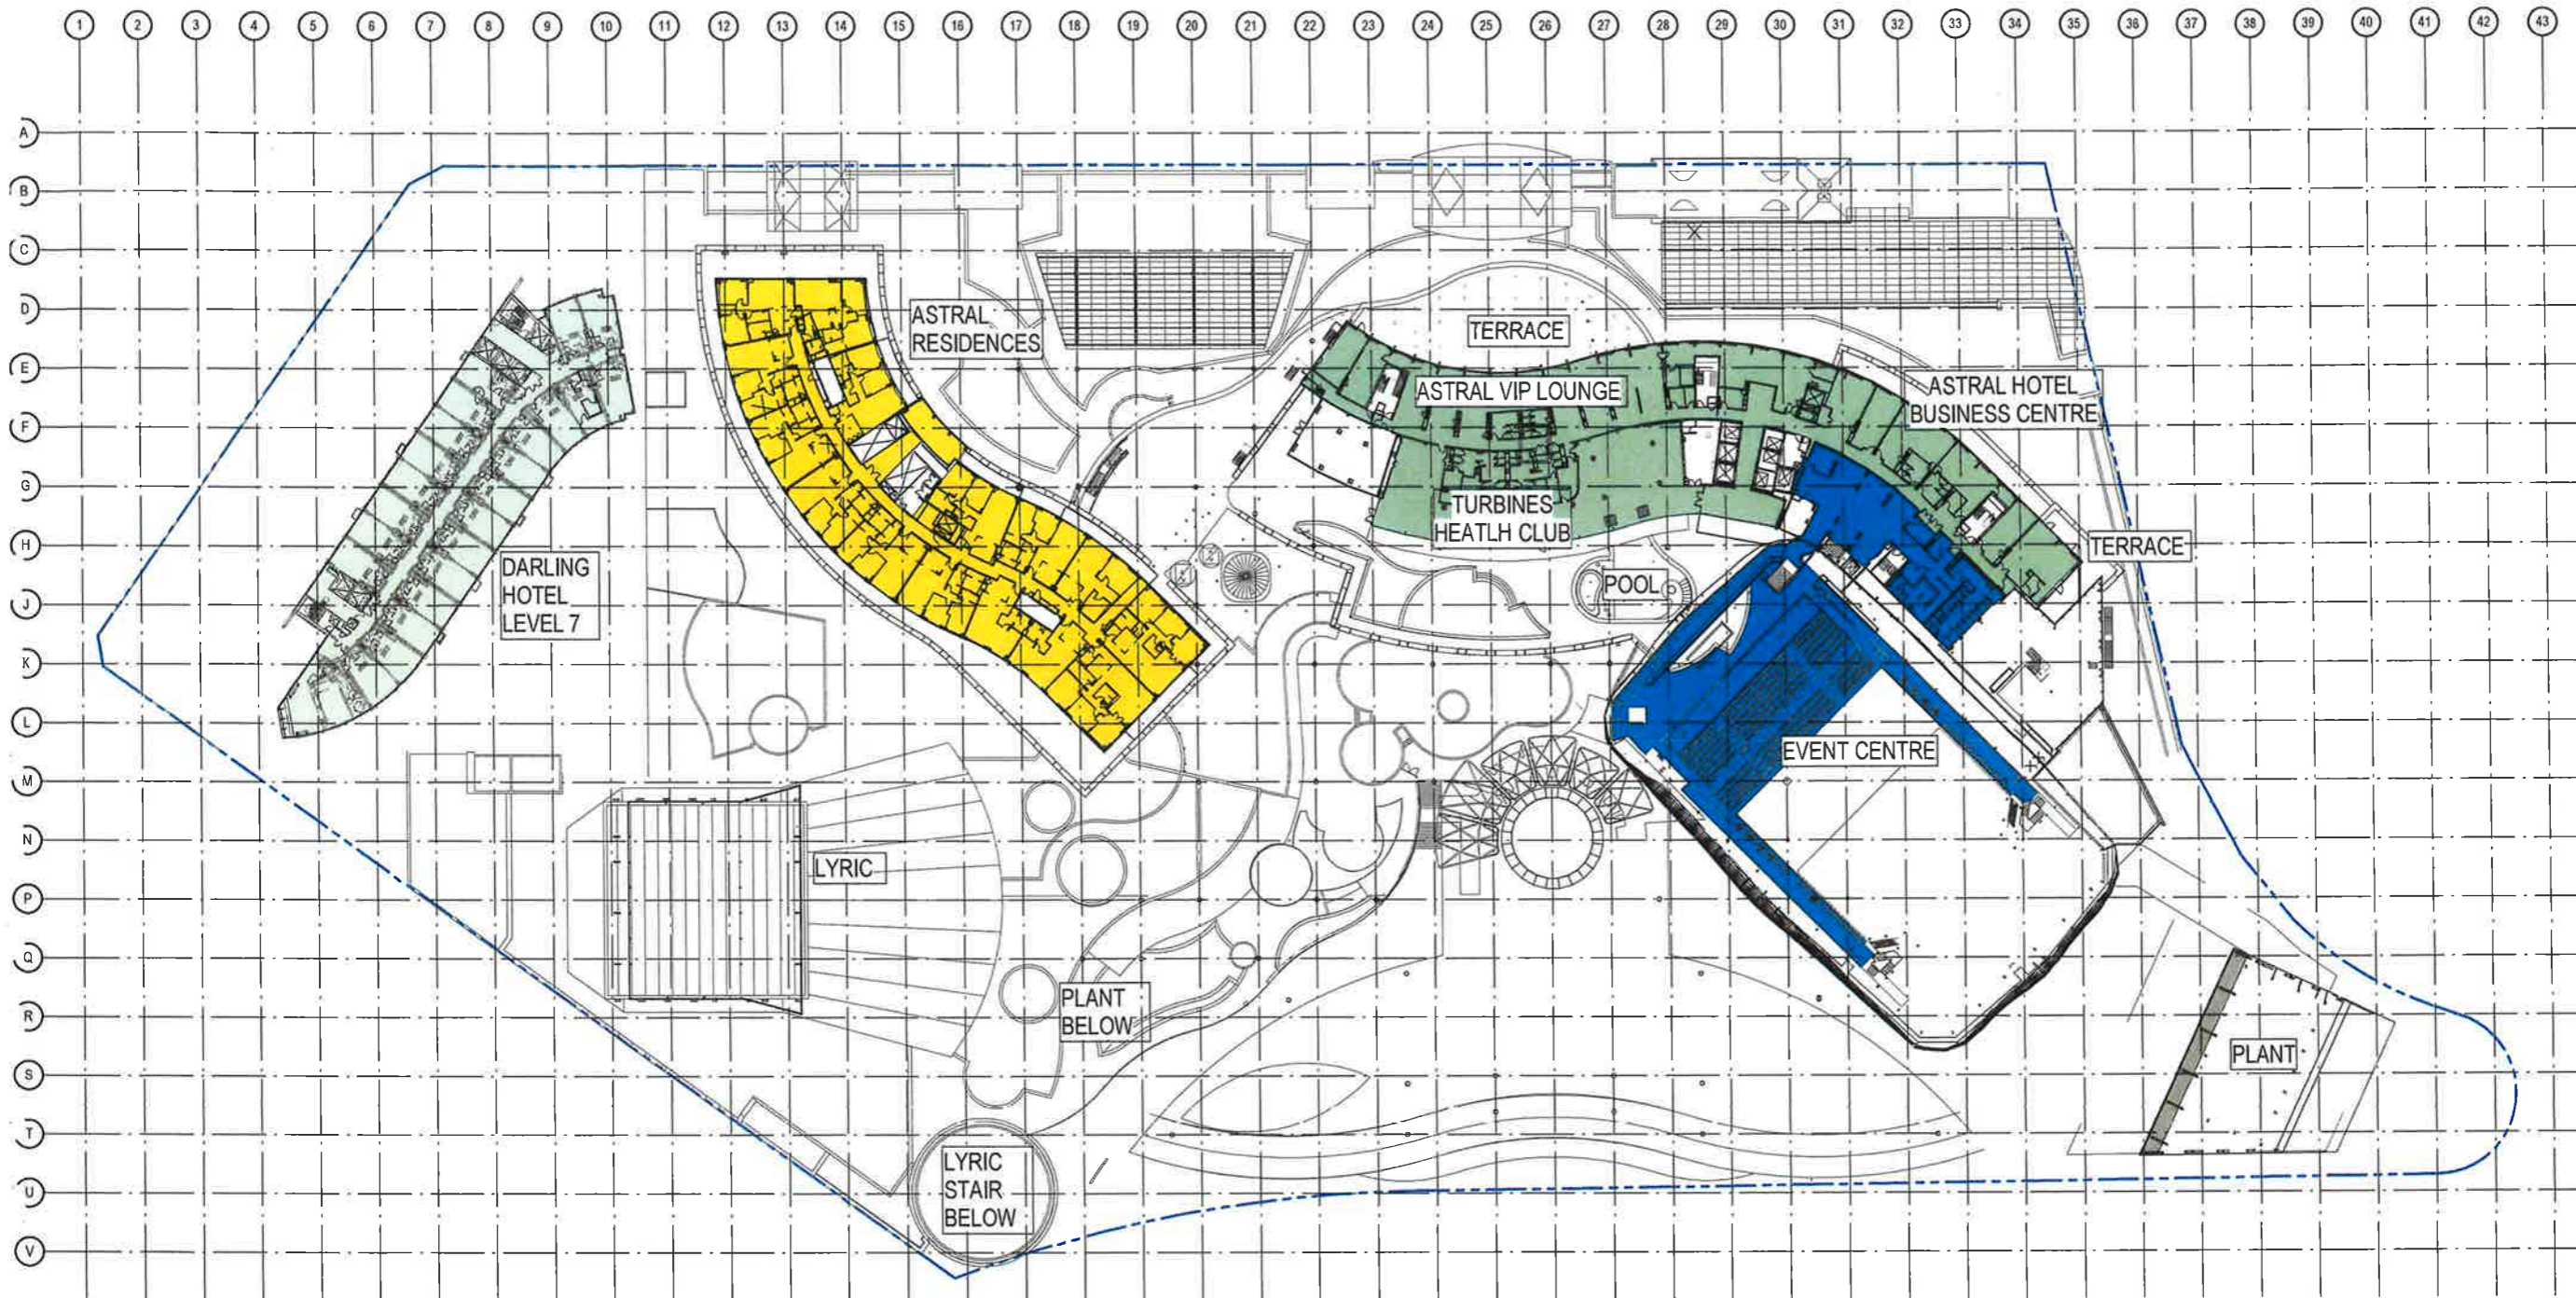 1 2 3 4 5 6 7 8 9 10 11 12 13 14 15 16 17 18 19 20 21 22 23 24 25 26 27 28 29 30 31 32 33 34 35 36 37 38 39 40 41 42 43
A
B
C
D
E
F
G
H
J
K
L
M
N
P
Q
R
S
T
U
V
ASTRAL
RESIDENCES
TERRACE
ASTRAL VIP LOUNGE
ASTRAL HOTEL
BUSINESS CENTRE
TURBINES
HEATLH CLUB
TERRACE
DARLING
HOTEL
LEVEL 7
POOL
EVENT CENTRE
LYRIC
PLANT
BELOW
PLANT
LYRIC
STAIR
BELOW